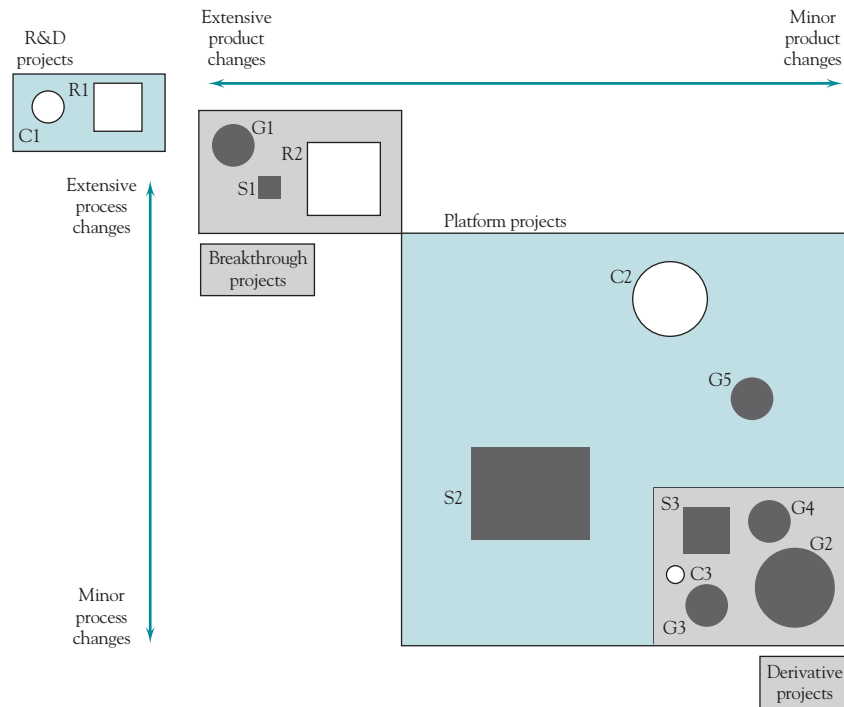 Extensive
product
changes
Minor
product
changes
R&D
projects
R1
C1
G1
R2
S1
Extensive
process
changes
Breakthrough
projects
Platform projects
C2
G5
S2
S3
G4
G2
C3
G3
Minor
process
changes
Derivative
projects